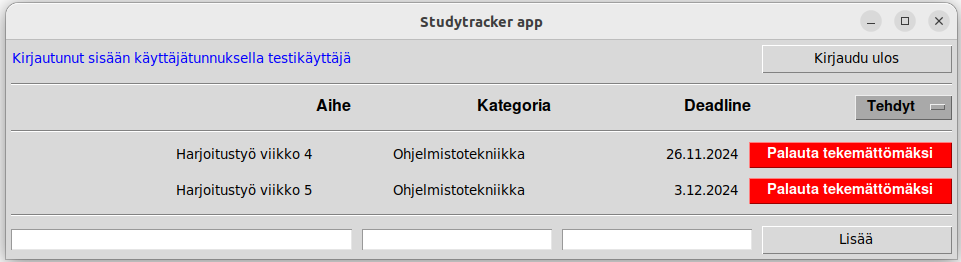 Studytracker app
Kirjautunut sisään käyttäjätunnuksella testikäyttäjä Kirjaudu ulos
Aihe Kategoria Deadline Tehdyt
Harjoitustyö viikko 4 Ohjelmistotekniikka 26.11.2024 Palauta tekemättömäksi
Harjoitustyö viikko 5 Ohjelmistotekniikka 3.12.2024 Palauta tekemättömäksi
Lisää